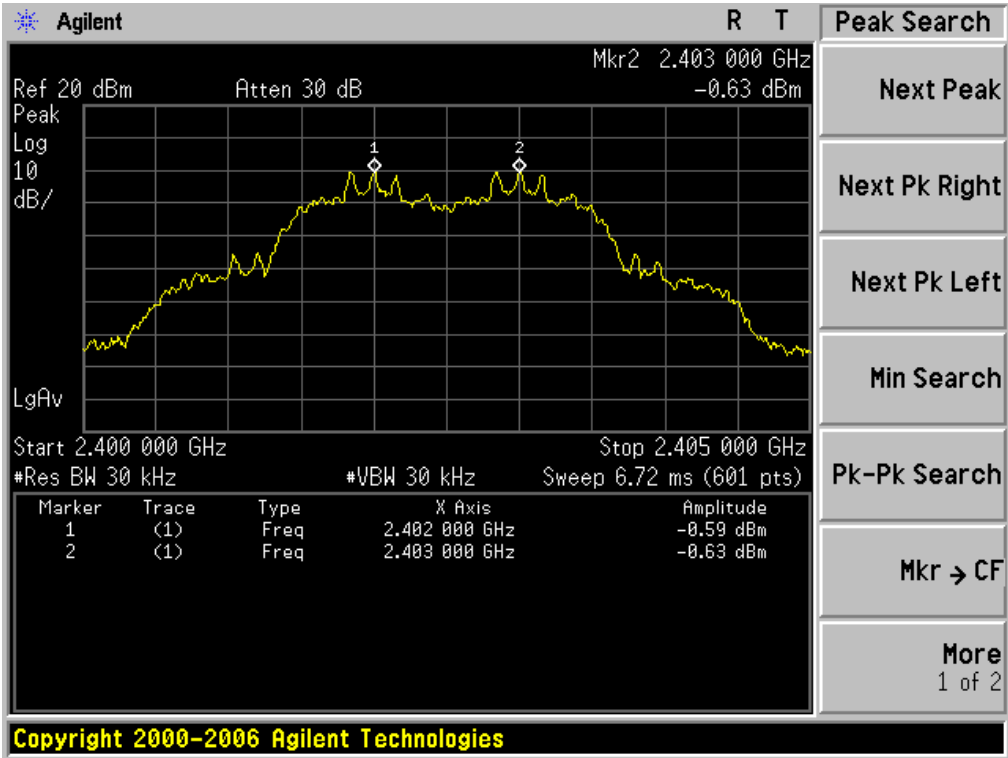 Agilent R T Peak Search
Mkr2 2.403 000 GHz
Ref 20 dBm Atten 30 dB -0.63 dBm
Peak
Log
10
dB/
1 2
LgAv
Start 2.400 000 GHz Stop 2.405 000 GHz
#Res BW 30 kHz #VBW 30 kHz Sweep 6.72 ms (601 pts)
Marker Trace Type X Axis Amplitude
1 (1) Freq 2.402 000 GHz -0.59 dBm
2 (1) Freq 2.403 000 GHz -0.63 dBm
Next Peak
Next Pk Right
Next Pk Left
Min Search
Pk-Pk Search
Mkr → CF
More
1 of 2
Copyright 2000-2006 Agilent Technologies